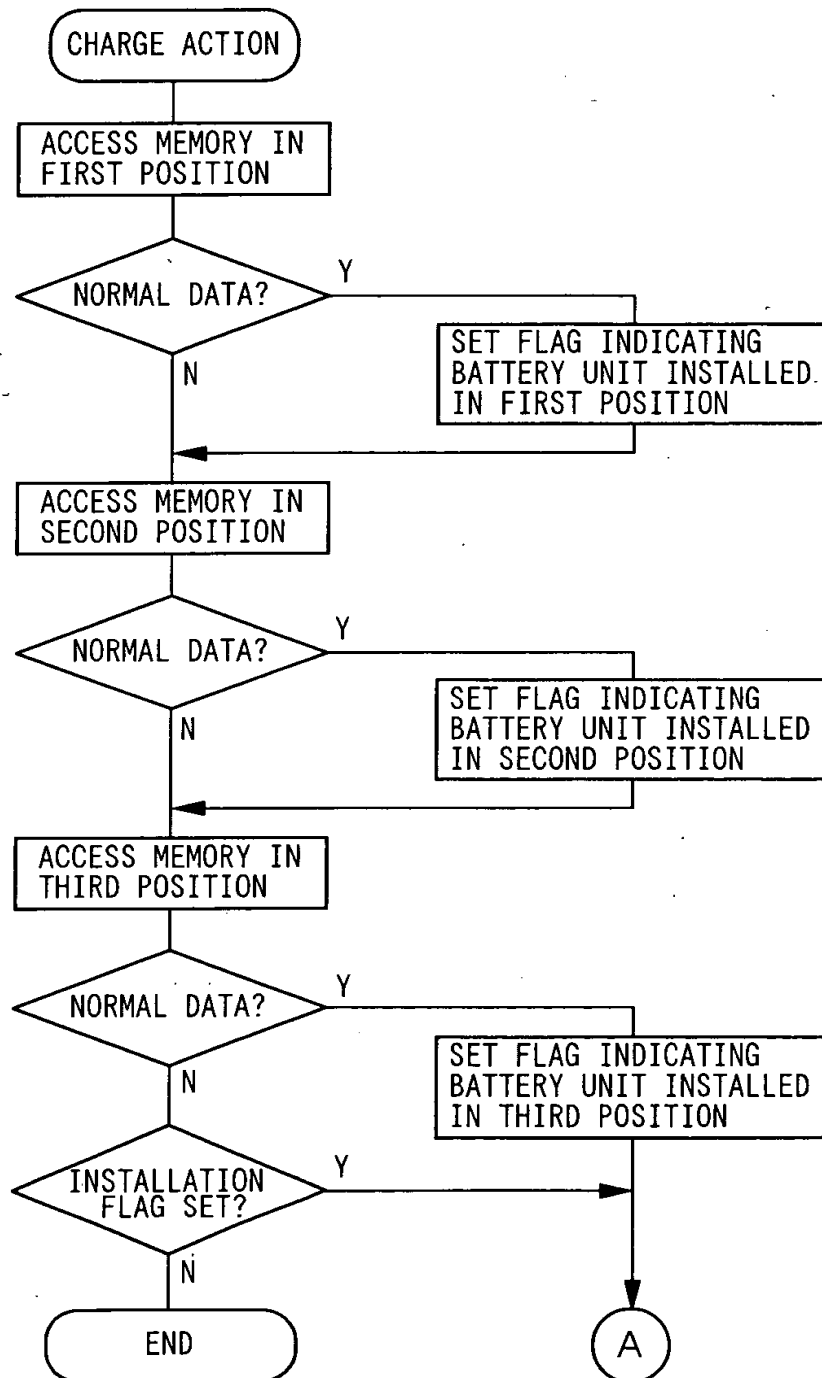 CHARGE ACTION
ACCESS MEMORY IN
FIRST POSITION
NORMAL DATA?
Y
N
SET FLAG INDICATING
BATTERY UNIT INSTALLED
IN FIRST POSITION
ACCESS MEMORY IN
SECOND POSITION
NORMAL DATA?
Y
N
SET FLAG INDICATING
BATTERY UNIT INSTALLED
IN SECOND POSITION
ACCESS MEMORY IN
THIRD POSITION
NORMAL DATA?
Y
N
SET FLAG INDICATING
BATTERY UNIT INSTALLED
IN THIRD POSITION
INSTALLATION
FLAG SET?
Y
N
END
A